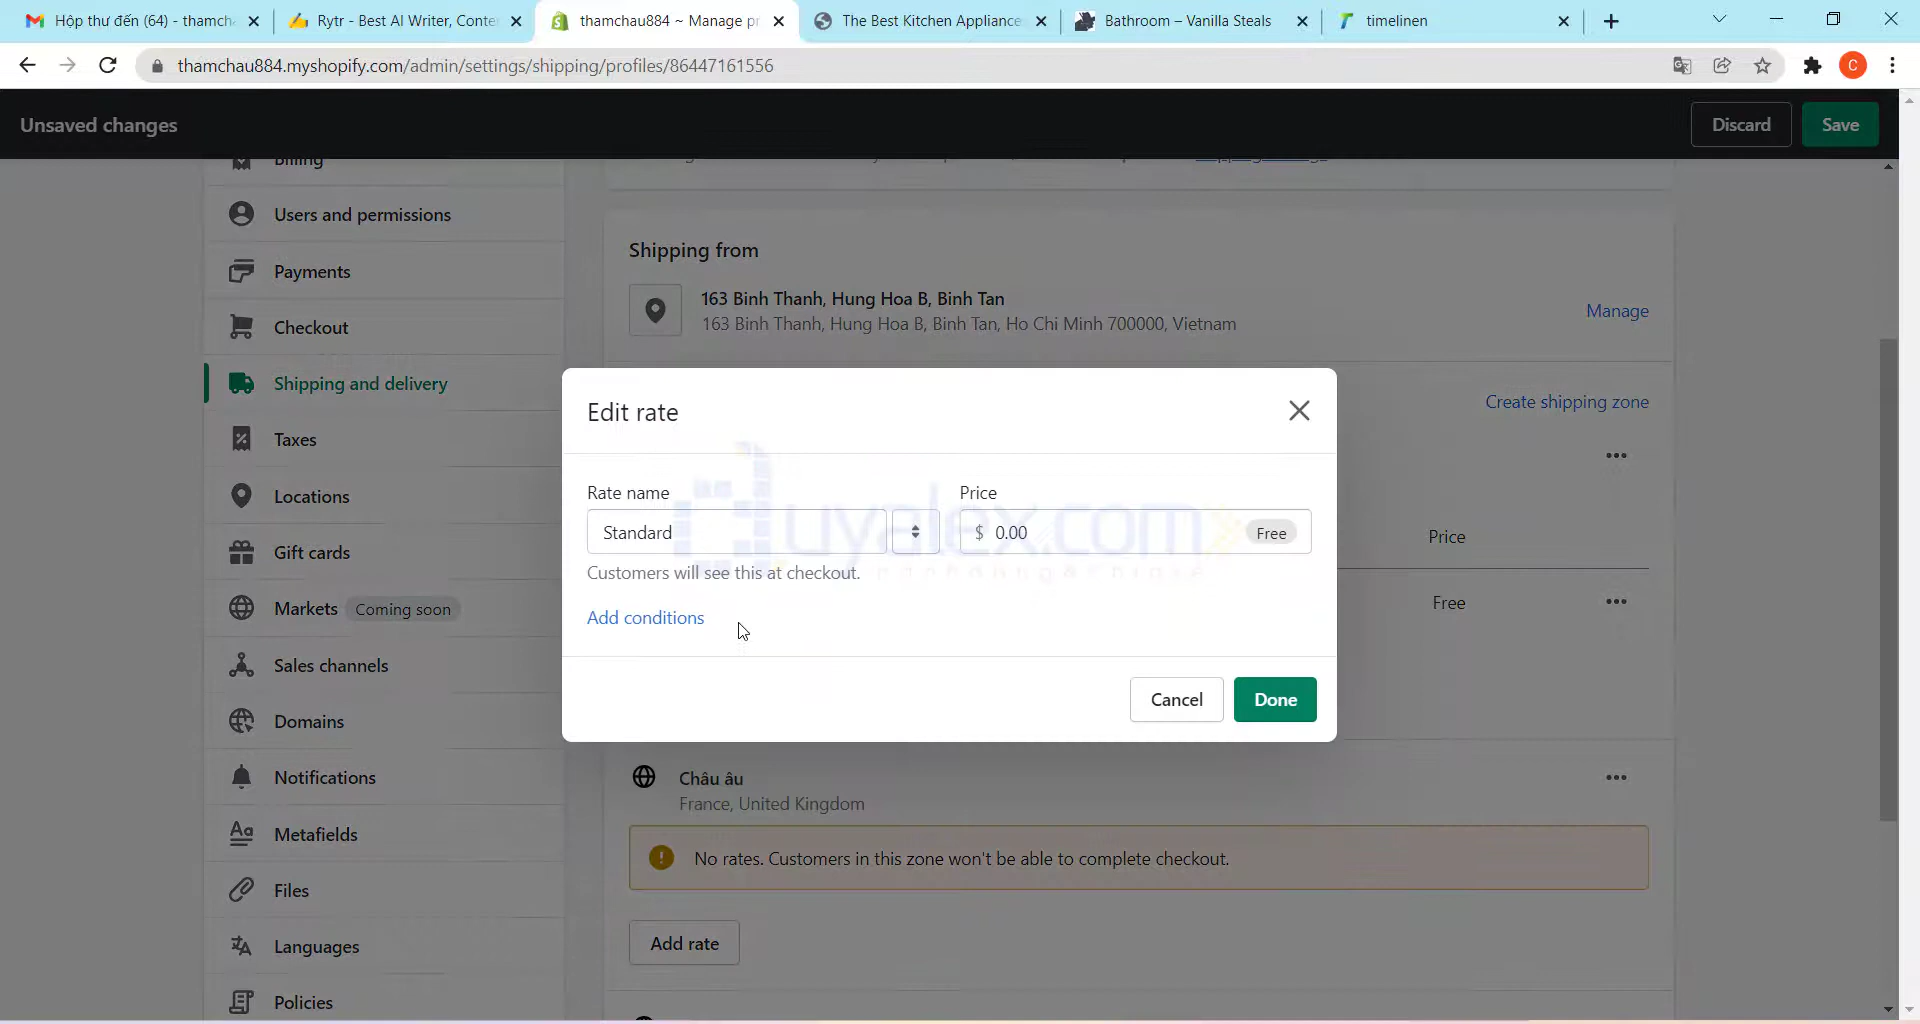 Hộp thư đến (64) - thamch
Rytr - Best AI Writer, Conte
thamchau884 ~ Manage pr
The Best Kitchen Appliance
Bathroom – Vanilla Steals
timelinen
thamchau884.myshopify.com/admin/settings/shipping/profiles/86447161556
C
Unsaved changes
Discard
Save
Billing
Users and permissions
Payments
Checkout
Shipping and delivery
Taxes
Locations
Gift cards
Markets Coming soon
Sales channels
Domains
Notifications
Metafields
Files
Languages
Policies
Shipping from
163 Binh Thanh, Hung Hoa B, Binh Tan
163 Binh Thanh, Hung Hoa B, Binh Tan, Ho Chi Minh 700000, Vietnam
Manage
Create shipping zone
Price
Free
Edit rate
Rate name
Price
Standard
$ 0.00
Free
Customers will see this at checkout.
Add conditions
Cancel
Done
uyalex.com
Châu âu
France, United Kingdom
No rates. Customers in this zone won't be able to complete checkout.
Add rate